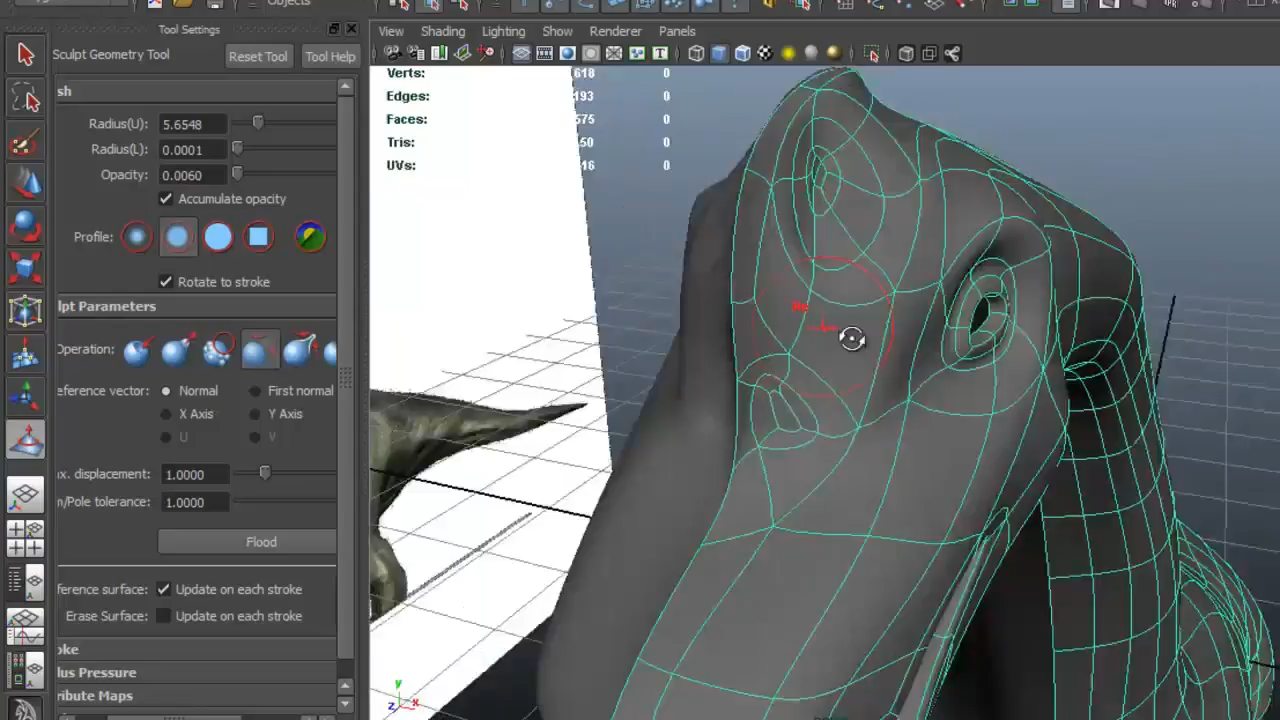 Objects
Tool Settings
Sculpt Geometry Tool
Reset Tool
Tool Help
sh
Radius(U): 5.6548
Radius(L): 0.0001
Opacity: 0.0060
Accumulate opacity
Profile:
Rotate to stroke
lpt Parameters
Operation:
eference vector: Normal First normal
X Axis Y Axis
U V
x. displacement: 1.0000
m/Pole tolerance: 1.0000
Flood
ference surface: Update on each stroke
Erase Surface: Update on each stroke
oke
lus Pressure
ribute Maps
View Shading Lighting Show Renderer Panels
Verts: 618 0
Edges: 193 0
Faces: 575 0
Tris: 50 0
UVs: 16 0
y
z x